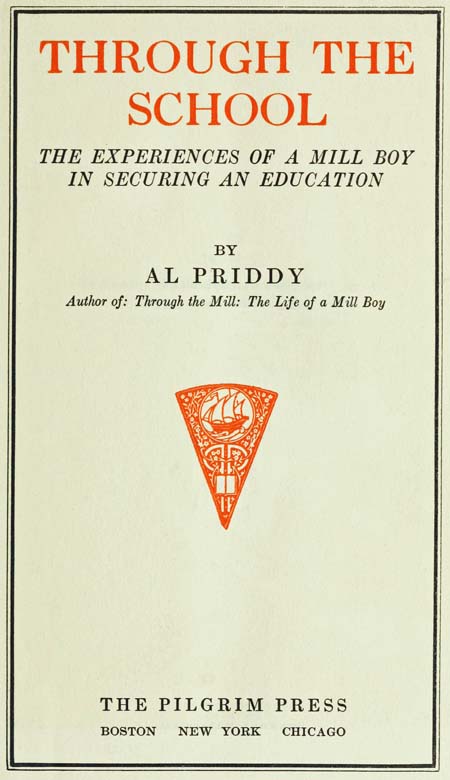 THROUGH THE
SCHOOL
THE EXPERIENCES OF A MILL BOY
IN SECURING AN EDUCATION
BY
AL PRIDDY
Author of: Through the Mill: The Life of a Mill Boy
THE PILGRIM PRESS
BOSTON NEW YORK CHICAGO